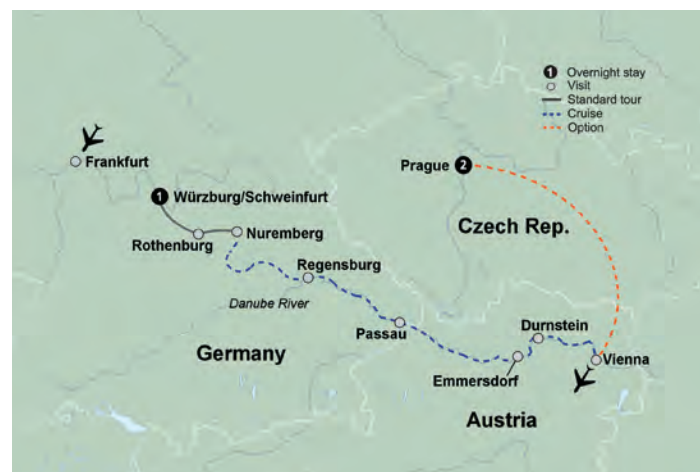 1 Overnight stay
Visit
Standard tour
Cruise
Option
Frankfurt
Prague 2
1 Würzburg/Schweinfurt
Czech Rep.
Rothenburg
Nuremberg
Regensburg
Danube River
Passau
Durnstein
Germany
Vienna
Emmersdorf
Austria